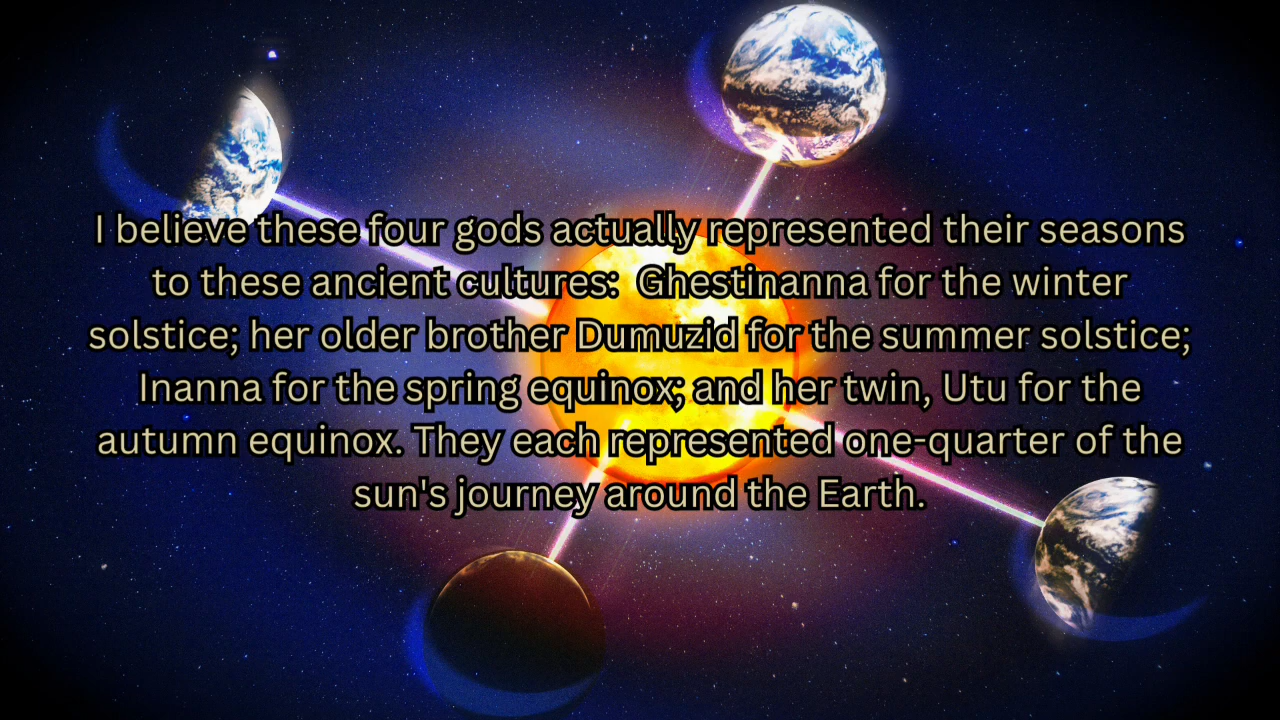 I believe these four gods actually represented their seasons
to these ancient cultures:  Ghestinanna for the winter
solstice; her older brother Dumuzid for the summer solstice;
Inanna for the spring equinox; and her twin, Utu for the
autumn equinox. They each represented one-quarter of the
sun's journey around the Earth.